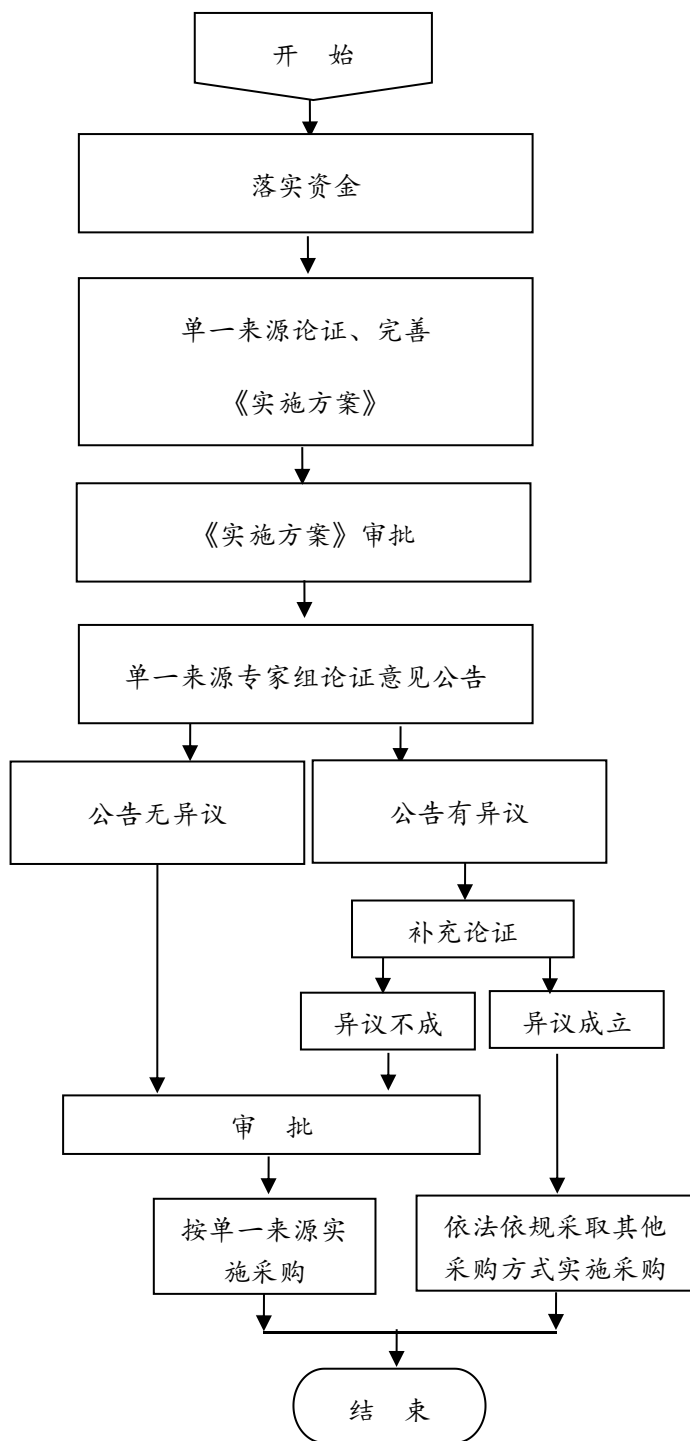 开 始
落实资金
单一来源论证、完善
《实施方案》
《实施方案》审批
单一来源专家组论证意见公告
公告无异议
公告有异议
补充论证
异议不成
异议成立
审 批
按单一来源实
施采购
依法依规采取其他
采购方式实施采购
结 束